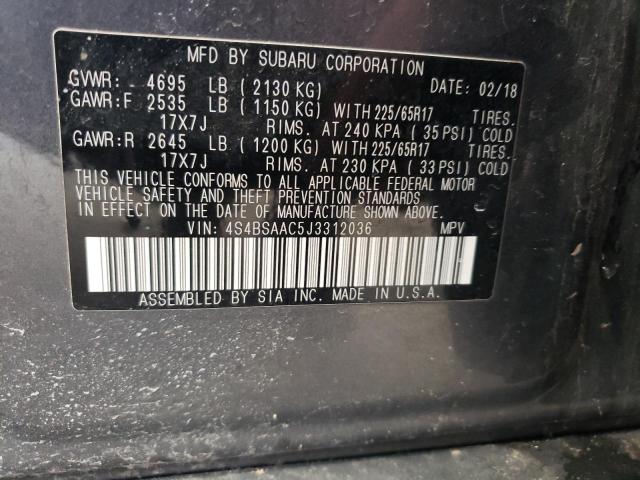 MFD BY SUBARU CORPORATION
GVWR: 4695 LB (2130 KG) DATE: 02/18
GAWR:F 2535 LB (1150 KG) WITH 225/65R17 TIRES.
17X7J RIMS. AT 240 KPA (35 PSI) COLD
GAWR:R 2645 LB (1200 KG) WITH 225/65R17 TIRES.
17X7J RIMS. AT 230 KPA (33 PSI) COLD
THIS VEHICLE CONFORMS TO ALL APPLICABLE FEDERAL MOTOR
VEHICLE SAFETY AND THEFT PREVENTION STANDARDS
IN EFFECT ON THE DATE OF MANUFACTURE SHOWN ABOVE.
VIN: 4S4BSAAC5J3312036 MPV
ASSEMBLED BY SIA INC. MADE IN U.S.A.